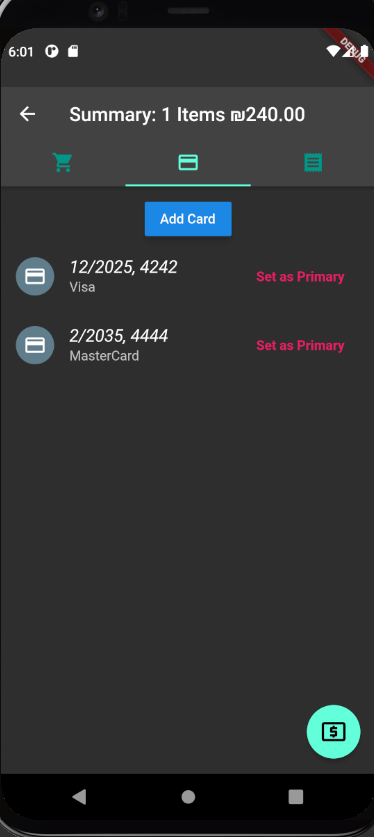 6:01
DEBUG
Summary: 1 Items ₪240.00
Add Card
12/2025, 4242
Visa
Set as Primary
2/2035, 4444
MasterCard
Set as Primary